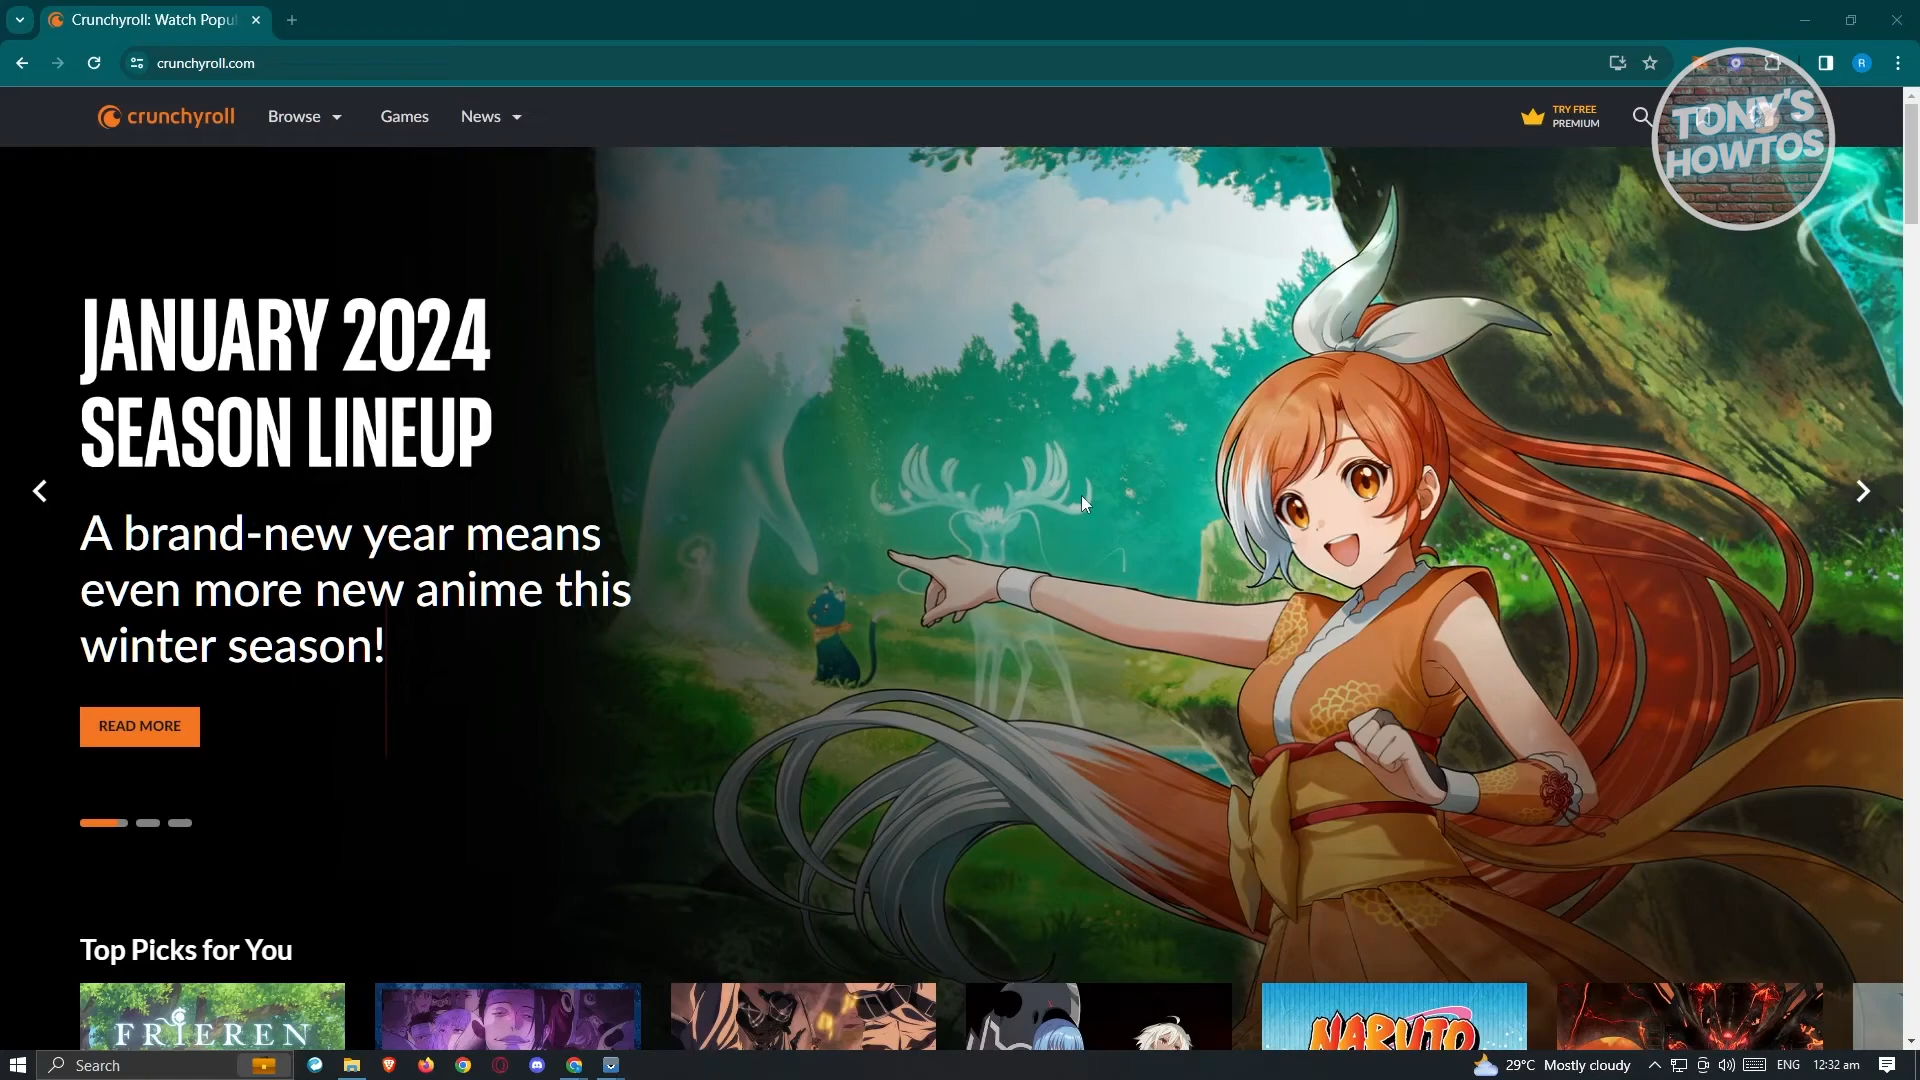 Crunchyroll: Watch Popul
crunchyroll.com
R
crunchyroll
Browse
Games
News
TRY FREE
PREMIUM
TONY'S
HOWTOS
JANUARY 2024
SEASON LINEUP
A brand-new year means
even more new anime this
winter season!
READ MORE
Top Picks for You
FRIEREN
NARUTO
Search
29°C Mostly cloudy
ENG
12:32 am